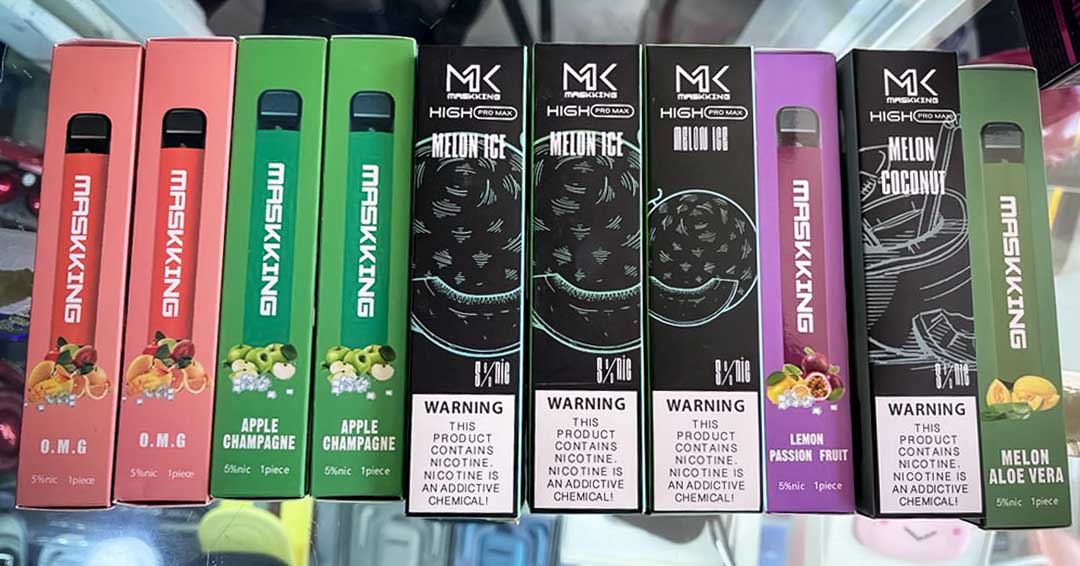 MASKKING
O.M.G
5%nic 1piece
MASKKING
O.M.G
5%nic 1piece
MASKKING
APPLE
CHAMPAGNE
5%nic 1piece
MASKKING
APPLE
CHAMPAGNE
5%nic 1piece
MK
MASKKING
HIGH PRO MAX
MELON ICE
5%nic
WARNING
THIS
PRODUCT
CONTAINS
NICOTINE.
NICOTINE IS
AN ADDICTIVE
CHEMICAL!
MK
MASKKING
HIGH PRO MAX
MELON ICE
5%nic
WARNING
THIS
PRODUCT
CONTAINS
NICOTINE.
NICOTINE IS
AN ADDICTIVE
CHEMICAL!
MK
MASKKING
HIGH PRO MAX
MELON ICE
5%nic
WARNING
THIS
PRODUCT
CONTAINS
NICOTINE.
NICOTINE IS
AN ADDICTIVE
CHEMICAL!
MASKKING
LEMON
PASSION FRUIT
5%nic 1piece
MK
MASKKING
HIGH PRO MAX
MELON
COCONUT
5%nic
WARNING
THIS
PRODUCT
CONTAINS
NICOTINE.
NICOTINE IS
AN ADDICTIVE
CHEMICAL!
MASKKING
MELON
ALOE VERA
5%nic 1piece